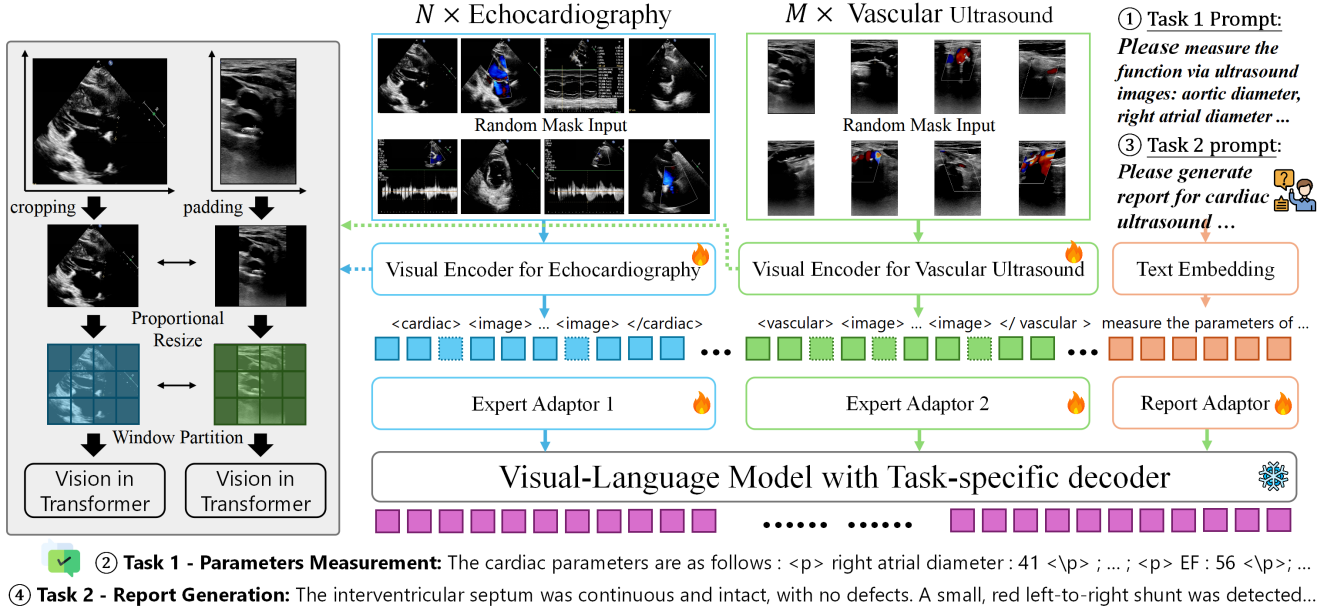 N × Echocardiography
M × Vascular Ultrasound
① Task 1 Prompt:
Please measure the
function via ultrasound
images: aortic diameter,
right atrial diameter ...
③ Task 2 prompt:
Please generate
report for cardiac
ultrasound ...
Random Mask Input
Random Mask Input
cropping
padding
Proportional
Resize
Window Partition
Vision in
Transformer
Vision in
Transformer
Visual Encoder for Echocardiography
Visual Encoder for Vascular Ultrasound
Text Embedding
<cardiac> <image> ... <image> </cardiac>
<vascular> <image> ... <image> </ vascular >
measure the parameters of ...
Expert Adaptor 1
Expert Adaptor 2
Report Adaptor
Visual-Language Model with Task-specific decoder
② Task 1 - Parameters Measurement: The cardiac parameters are as follows : <p> right atrial diameter : 41 <\p> ; ... ; <p> EF : 56 <\p>; ...
④ Task 2 - Report Generation: The interventricular septum was continuous and intact, with no defects. A small, red left-to-right shunt was detected...